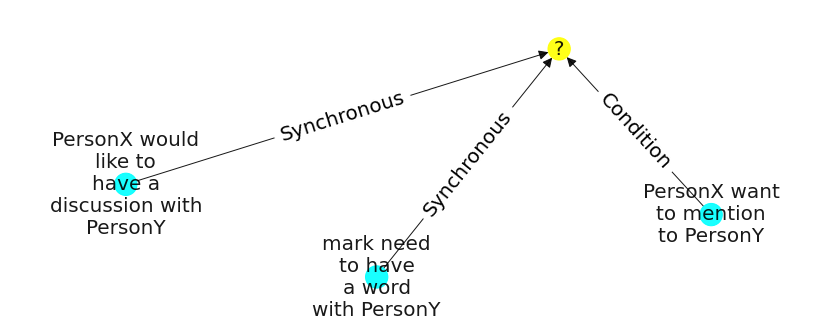 ?
Synchronous
Synchronous
Condition
PersonX would
like to
have a
discussion with
PersonY
mark need
to have
a word
with PersonY
PersonX want
to mention
to PersonY